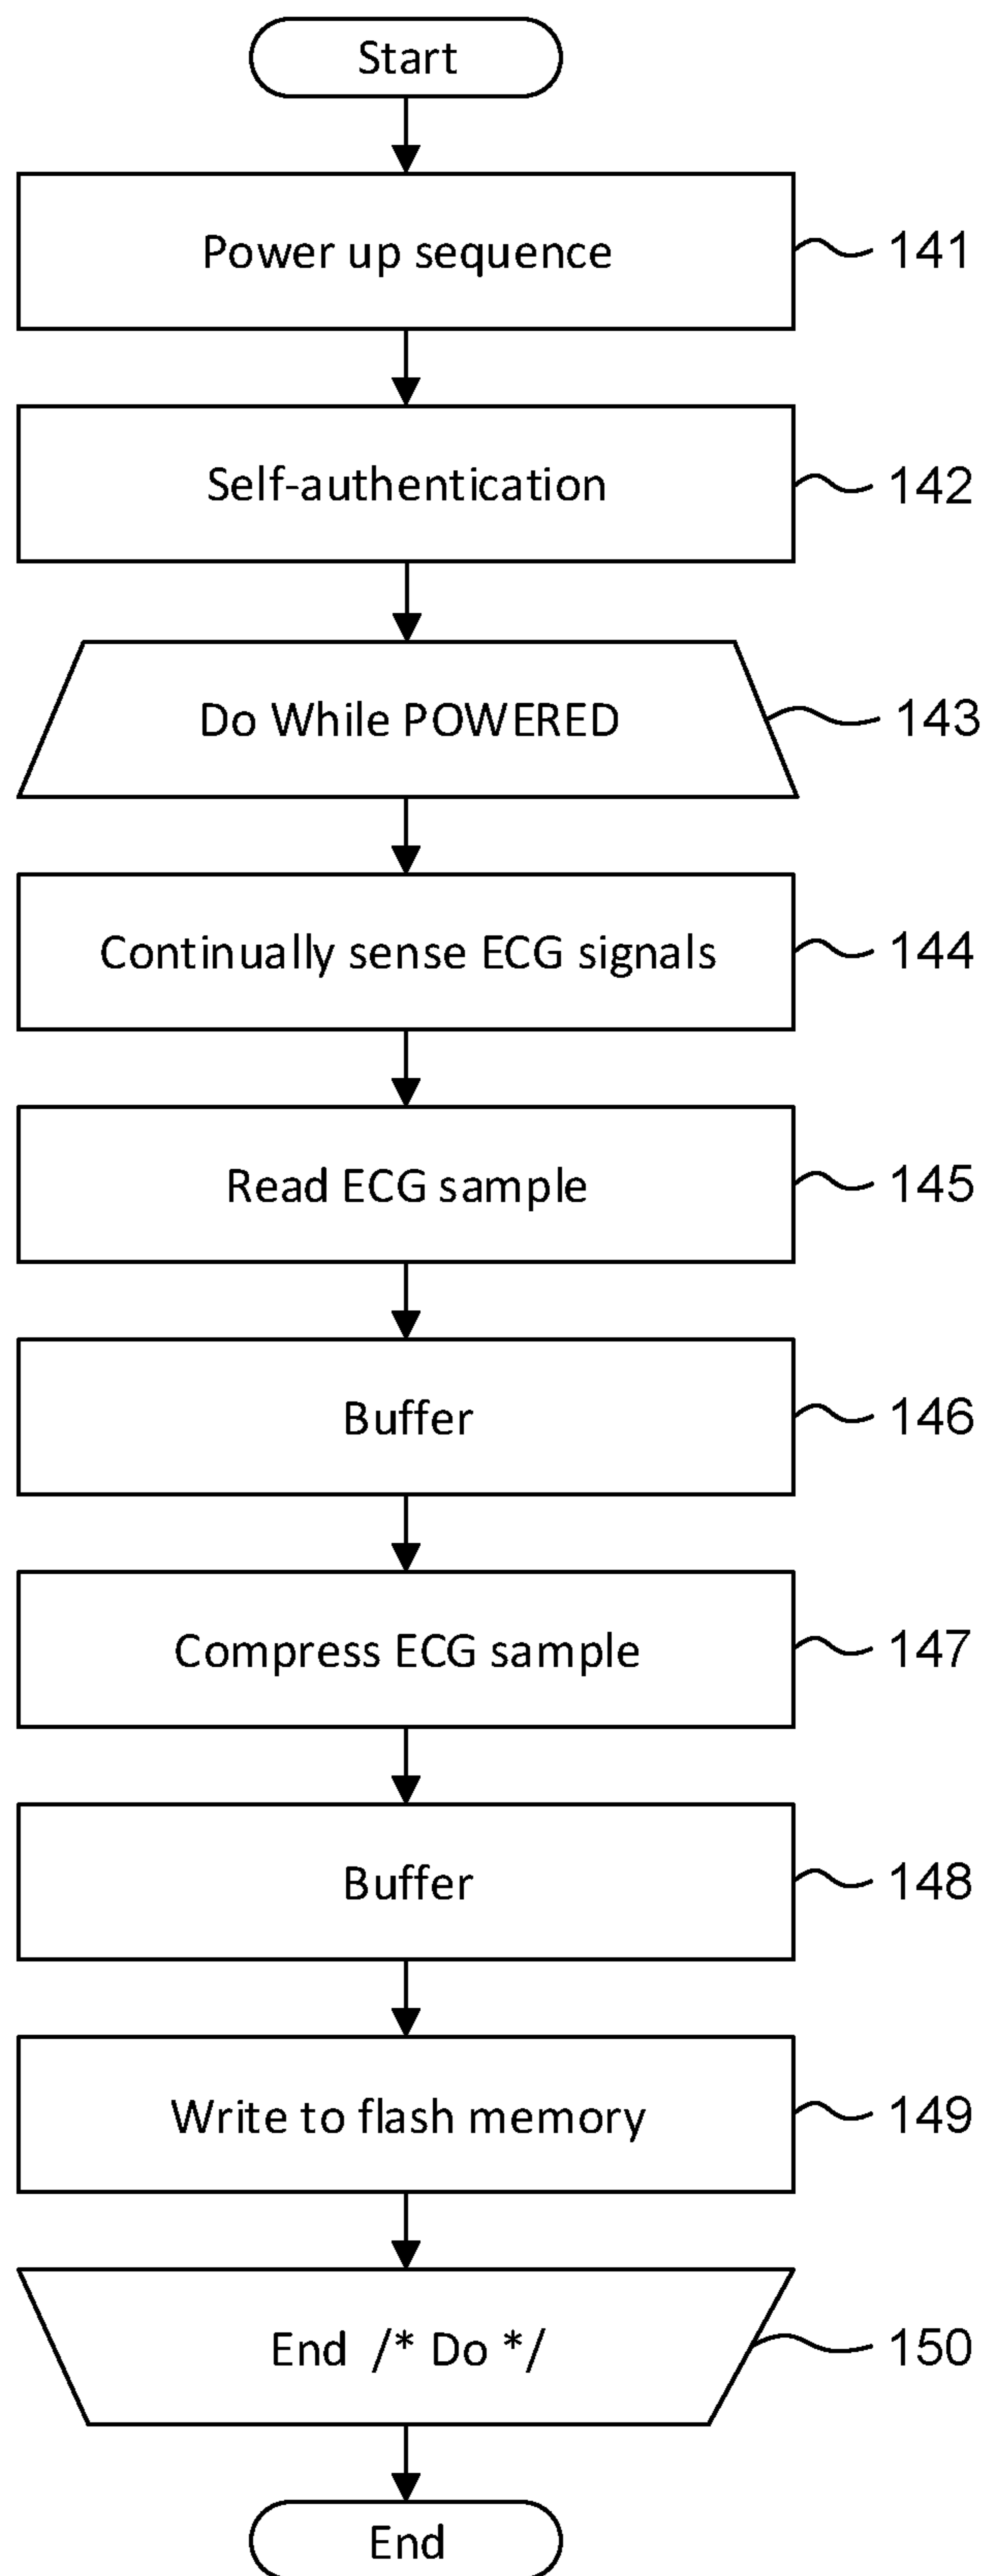 Start
Power up sequence 141
Self-authentication 142
Do While POWERED 143
Continually sense ECG signals 144
Read ECG sample 145
Buffer 146
Compress ECG sample 147
Buffer 148
Write to flash memory 149
End /* Do */ 150
End